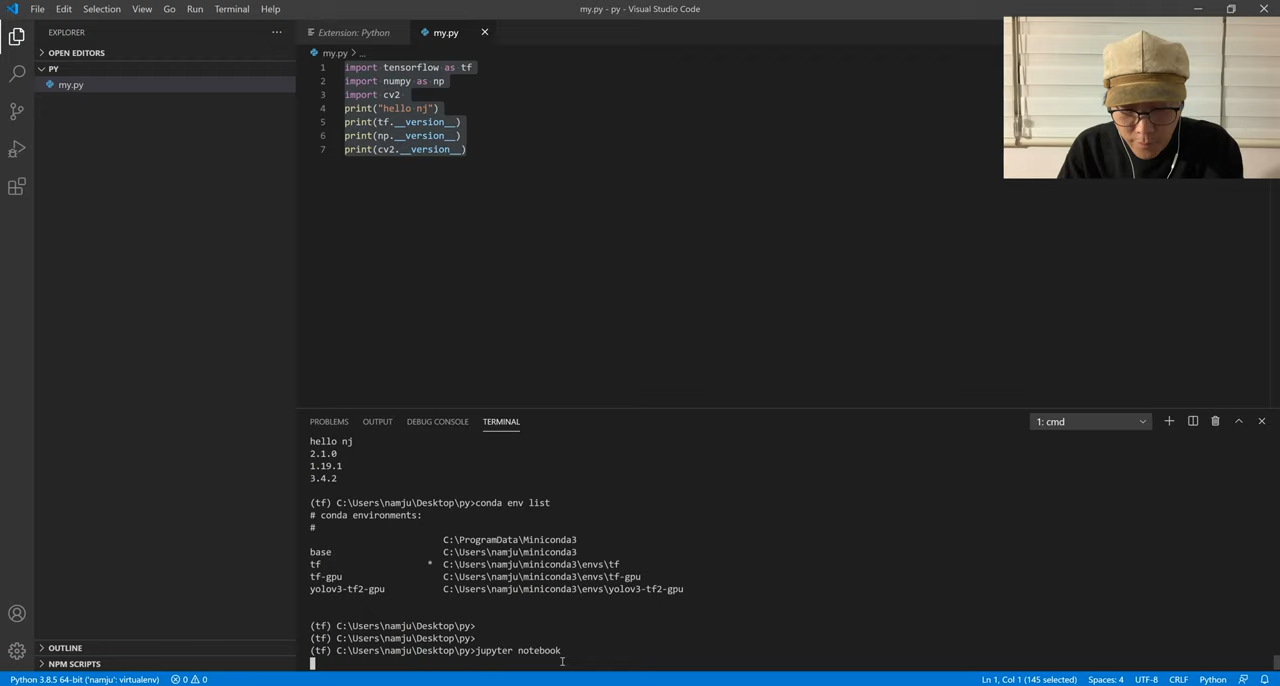 File Edit Selection View Go Run Terminal Help
my.py - py - Visual Studio Code
EXPLORER
OPEN EDITORS
PY
my.py
OUTLINE
NPM SCRIPTS
Extension: Python
my.py
my.py > ...
1 import tensorflow as tf
2 import numpy as np
3 import cv2
4 print("hello nj")
5 print(tf.__version__)
6 print(np.__version__)
7 print(cv2.__version__)
PROBLEMS OUTPUT DEBUG CONSOLE TERMINAL
1: cmd
hello nj
2.1.0
1.19.1
3.4.2
(tf) C:\Users\namju\Desktop\py>conda env list
# conda environments:
#
C:\ProgramData\Miniconda3
base C:\Users\namju\miniconda3
tf * C:\Users\namju\miniconda3\envs\tf
tf-gpu C:\Users\namju\miniconda3\envs\tf-gpu
yolov3-tf2-gpu C:\Users\namju\miniconda3\envs\yolov3-tf2-gpu
(tf) C:\Users\namju\Desktop\py>
(tf) C:\Users\namju\Desktop\py>
(tf) C:\Users\namju\Desktop\py>jupyter notebook
Python 3.8.5 64-bit ('namju': virtualenv) 0 0 Ln 1, Col 1 (145 selected) Spaces: 4 UTF-8 CRLF Python